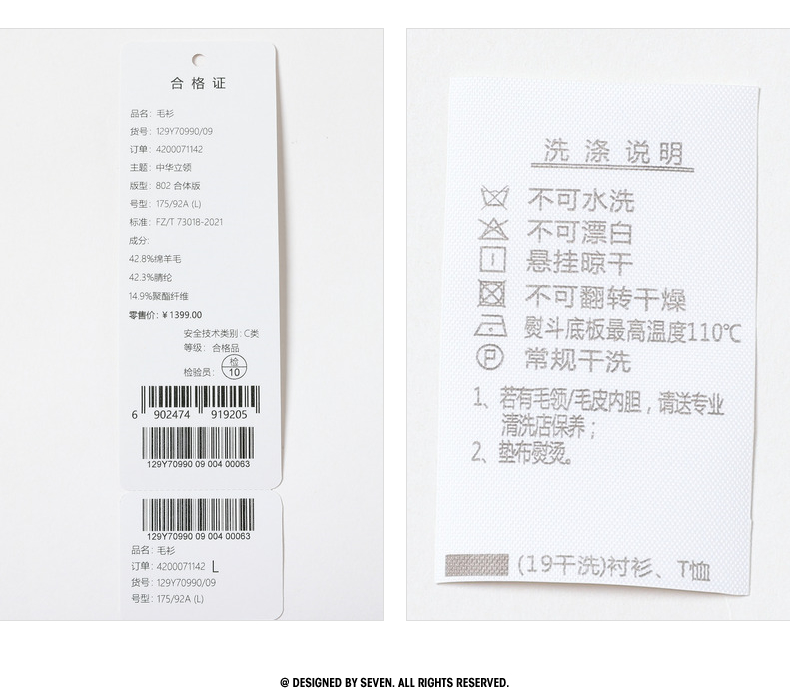 合格证
品名：毛衫
货号：129Y70990/09
订单：4200071142
主题：中华立领
版型：802 合体版
号型：175/92A (L)
标准：FZ/T 73018-2021
成分：
42.8%绵羊毛
42.3%腈纶
14.9%聚酯纤维
零售价：¥1399.00
安全技术类别：C类
等级：合格品
检验员：检10
6 902474 919205
129Y70990 09 004 00063
129Y70990 09 004 00063
品名：毛衫
订单：4200071142 L
货号：129Y70990/09
号型：175/92A (L)
洗涤说明
不可水洗
不可漂白
悬挂晾干
不可翻转干燥
熨斗底板最高温度110℃
P 常规干洗
1、若有毛领/毛皮内胆，请送专业
清洗店保养；
2、垫布熨烫。
(19干洗)衬衫、T恤
@ DESIGNED BY SEVEN. ALL RIGHTS RESERVED.